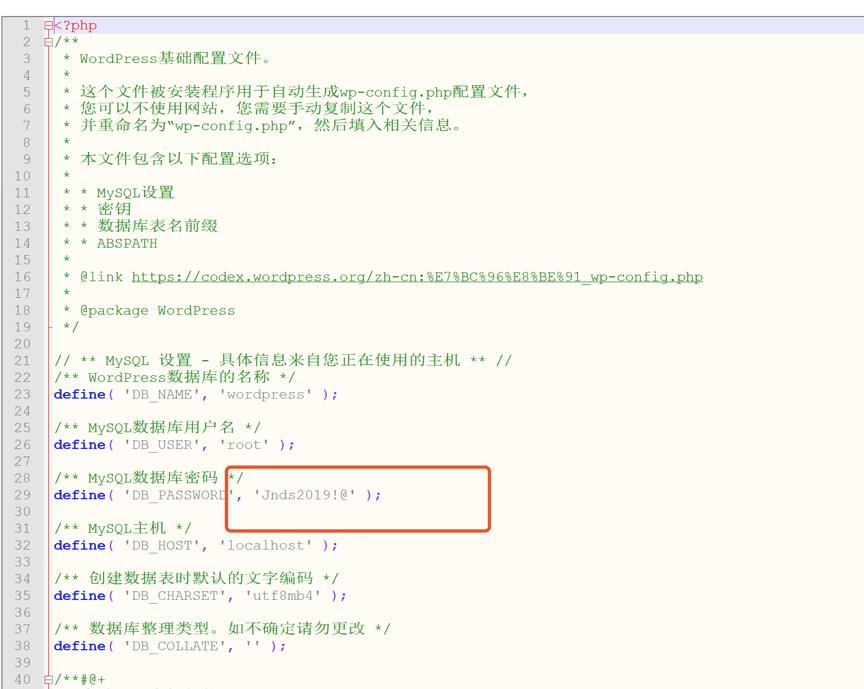 1 <?php
2 /**
3 * WordPress基础配置文件。
4 *
5 * 这个文件被安装程序用于自动生成wp-config.php配置文件，
6 * 您可以不使用网站，您需要手动复制这个文件，
7 * 并重命名为“wp-config.php”，然后填入相关信息。
8 *
9 * 本文件包含以下配置选项：
10 *
11 * * MySQL设置
12 * * 密钥
13 * * 数据库表名前缀
14 * * ABSPATH
15 *
16 * @link https://codex.wordpress.org/zh-cn:%E7%BC%96%E8%BE%91_wp-config.php
17 *
18 * @package WordPress
19 */
20
21 // ** MySQL 设置 - 具体信息来自您正在使用的主机 ** //
22 /** WordPress数据库的名称 */
23 define( 'DB_NAME', 'wordpress' );
24
25 /** MySQL数据库用户名 */
26 define( 'DB_USER', 'root' );
27
28 /** MySQL数据库密码 */
29 define( 'DB_PASSWORD', 'Jnds2019!@' );
30
31 /** MySQL主机 */
32 define( 'DB_HOST', 'localhost' );
33
34 /** 创建数据表时默认的文字编码 */
35 define( 'DB_CHARSET', 'utf8mb4' );
36
37 /** 数据库整理类型。如不确定请勿更改 */
38 define( 'DB_COLLATE', '' );
39
40 /**#@+